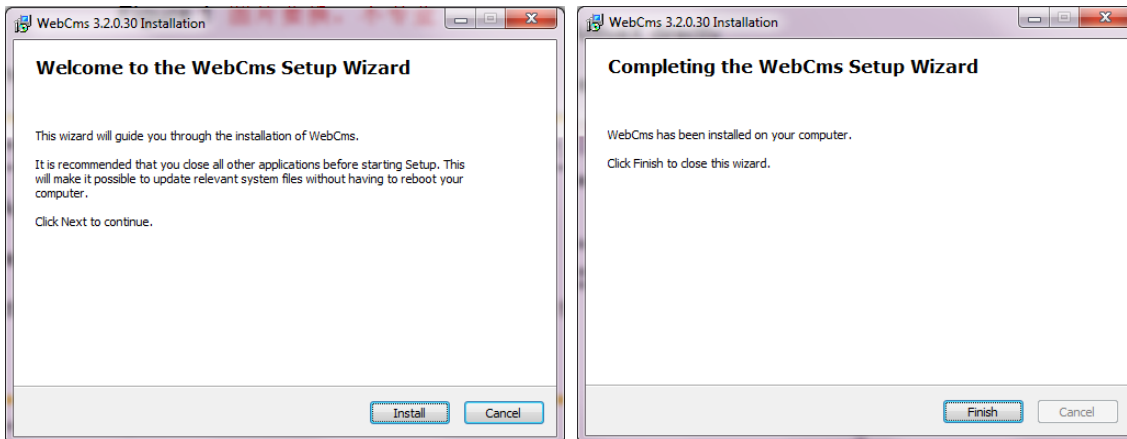 WebCms 3.2.0.30 Installation
Welcome to the WebCms Setup Wizard
This wizard will guide you through the installation of WebCms.
It is recommended that you close all other applications before starting Setup. This
will make it possible to update relevant system files without having to reboot your
computer.
Click Next to continue.
Install
Cancel
WebCms 3.2.0.30 Installation
Completing the WebCms Setup Wizard
WebCms has been installed on your computer.
Click Finish to close this wizard.
Finish
Cancel